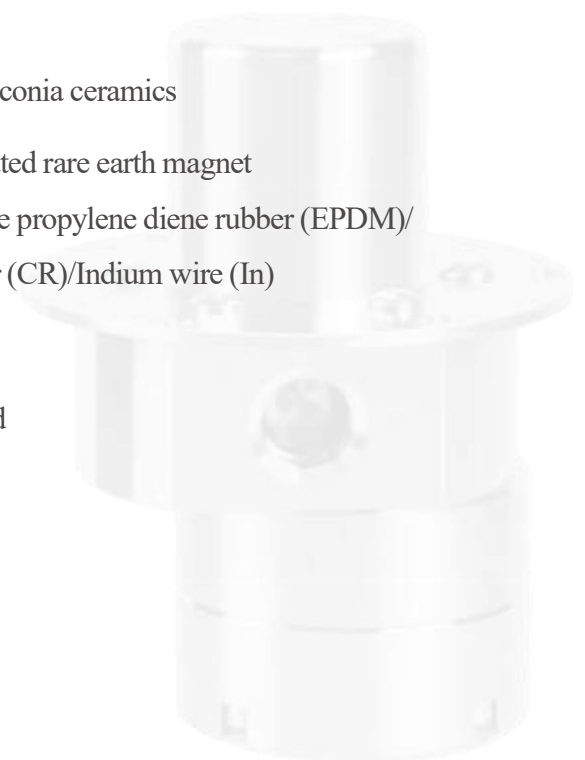 conia ceramics
ted rare earth magnet
e propylene diene rubber (EPDM)/
(CR)/Indium wire (In)